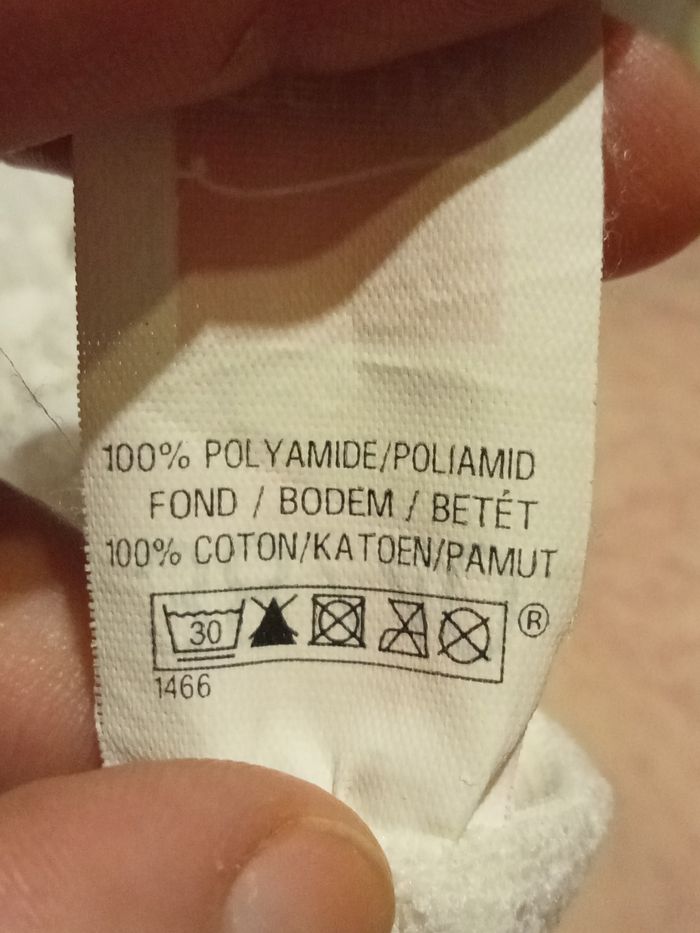 100% POLYAMIDE/POLIAMID
FOND / BODEM / BETÉT
100% COTON/KATOEN/PAMUT
30
®
1466